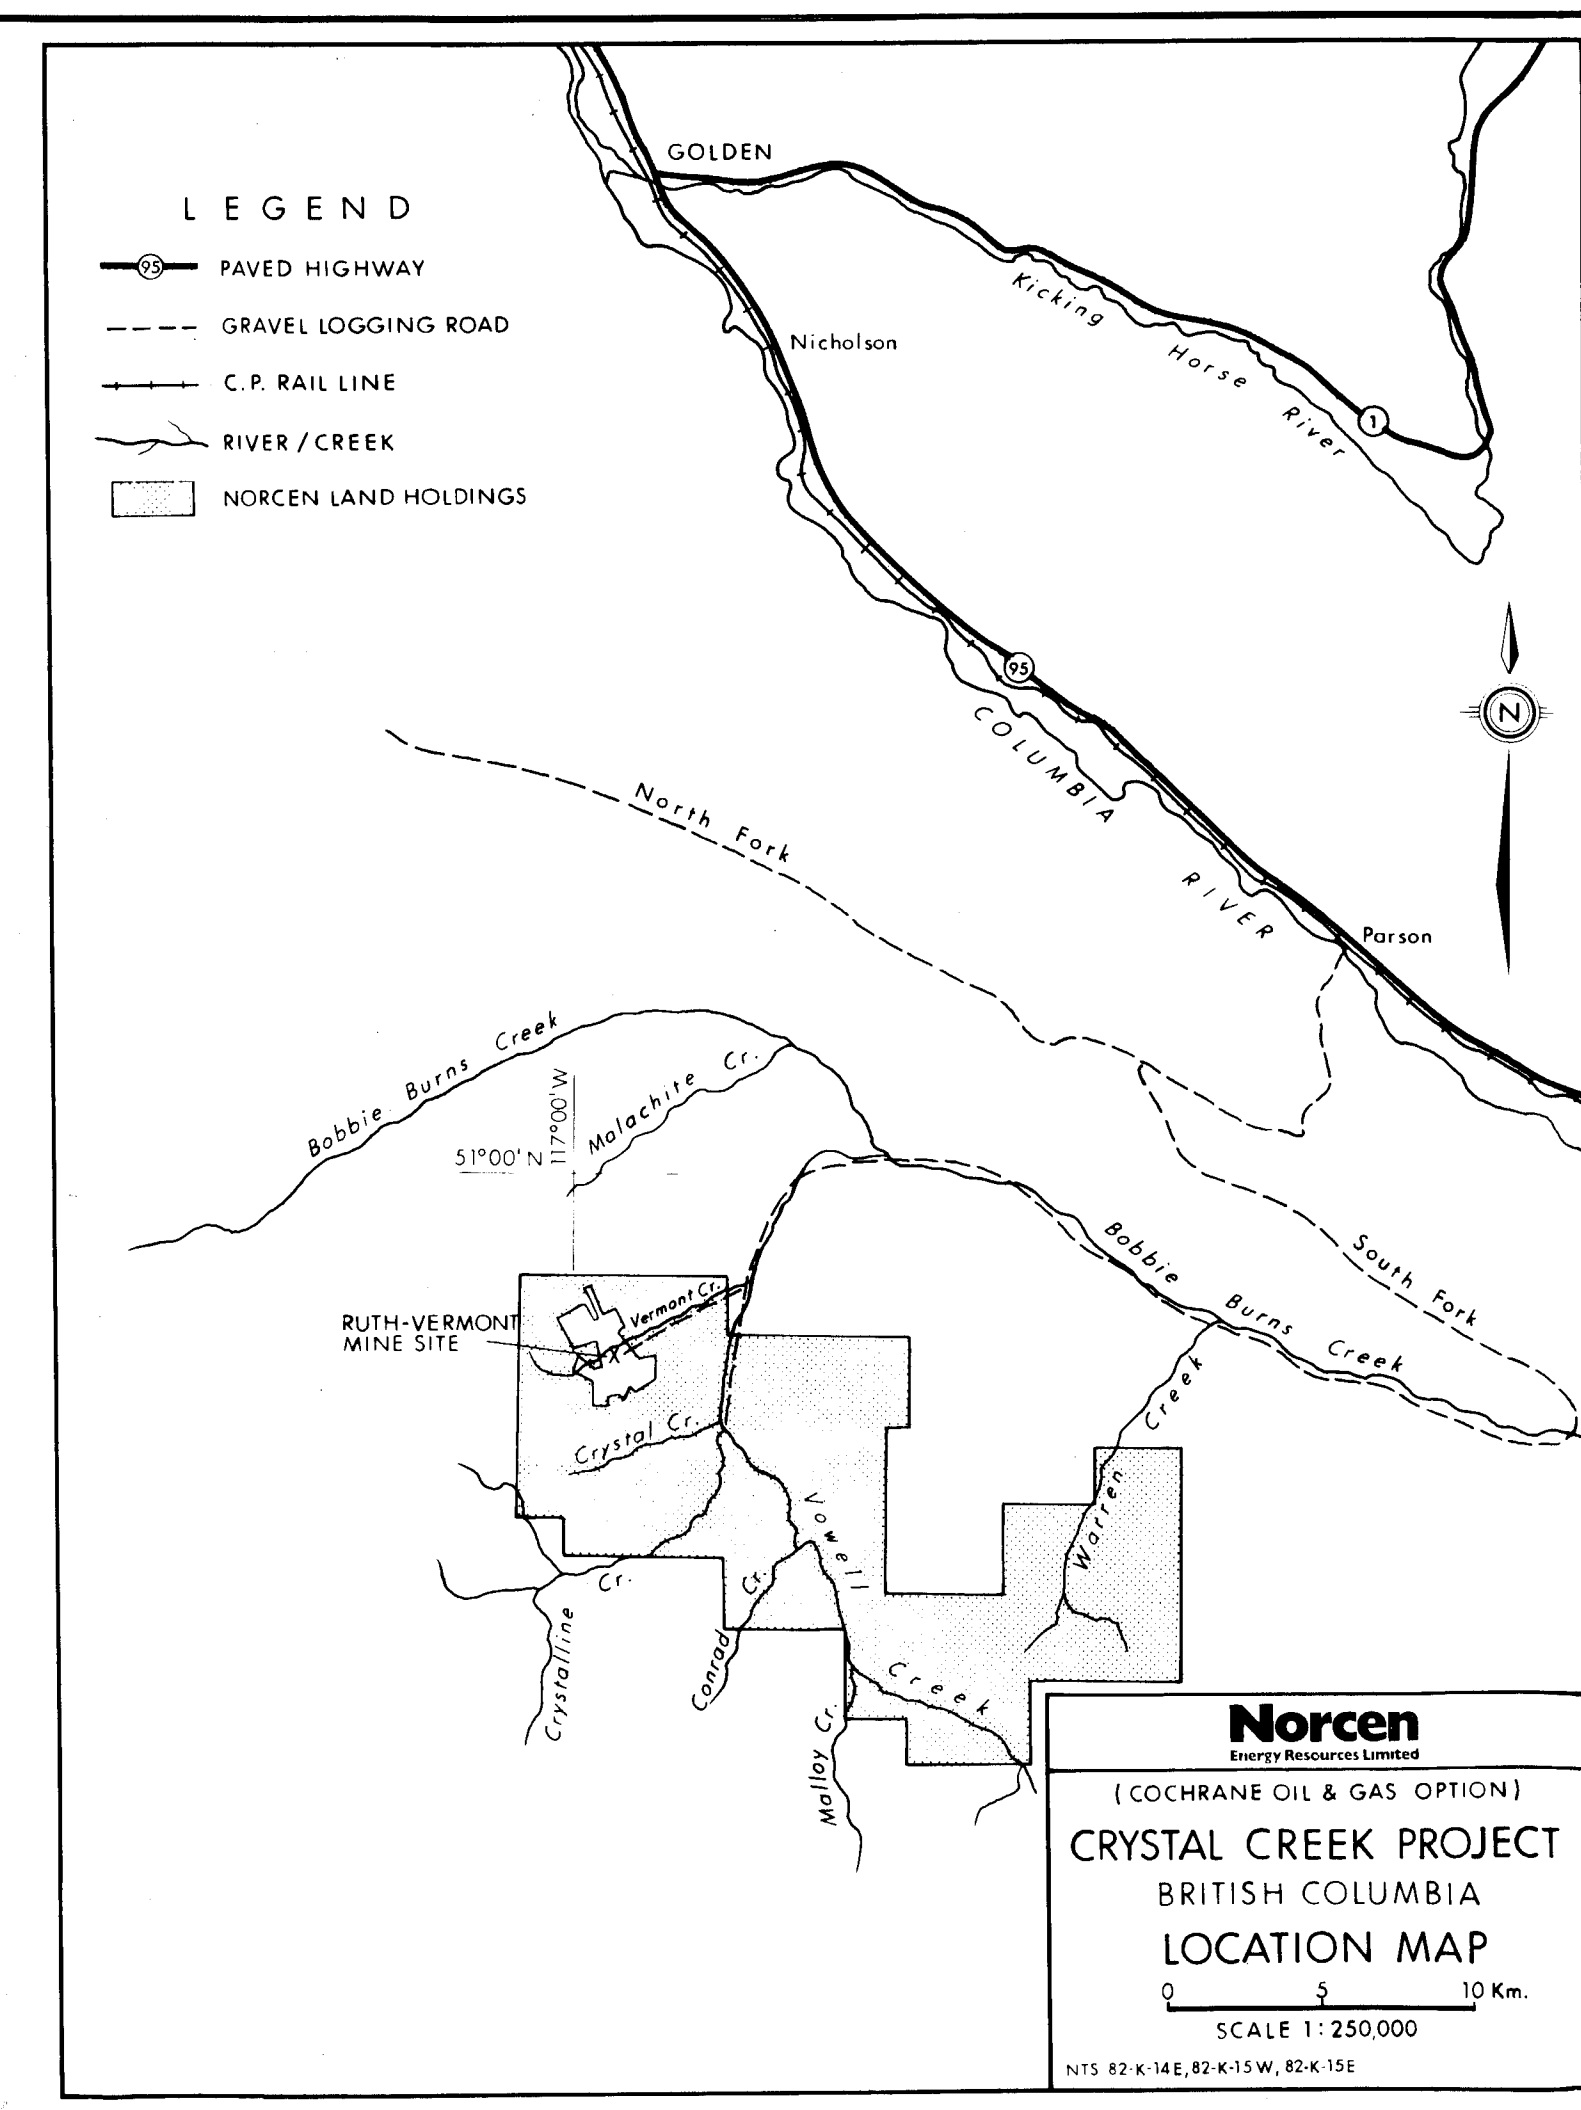 GOLDEN
LEGEND
95 PAVED HIGHWAY
GRAVEL LOGGING ROAD
C.P. RAIL LINE
RIVER / CREEK
NORCEN LAND HOLDINGS
Kicking Horse River
1
Nicholson
95
N
COLUMBIA RIVER
North Fork
Parson
Bobbie Burns Creek
Malachite Cr.
117°00'W
51°00'N
South Fork
Bobbie Burns Creek
Vermont Cr.
RUTH-VERMONT
MINE SITE
Crystal Cr.
Warren Creek
Vowell Creek
Crystalline Cr.
Conrad Cr.
Malloy Cr.
Norcen
Energy Resources Limited
(COCHRANE OIL & GAS OPTION)
CRYSTAL CREEK PROJECT
BRITISH COLUMBIA
LOCATION MAP
0 5 10 Km.
SCALE 1:250,000
NTS 82-K-14E, 82-K-15W, 82-K-15E